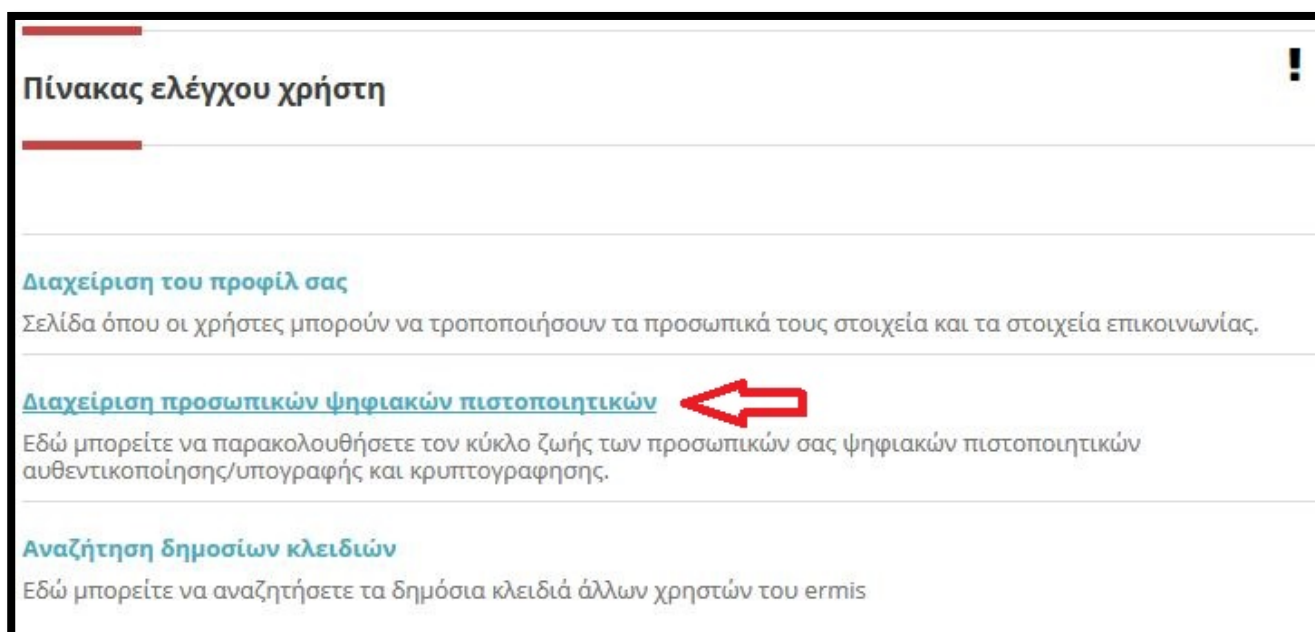 Πίνακας ελέγχου χρήστη
!
Διαχείριση του προφίλ σας
Σελίδα όπου οι χρήστες μπορούν να τροποποιήσουν τα προσωπικά τους στοιχεία και τα στοιχεία επικοινωνίας.
Διαχείριση προσωπικών ψηφιακών πιστοποιητικών
Εδώ μπορείτε να παρακολουθήσετε τον κύκλο ζωής των προσωπικών σας ψηφιακών πιστοποιητικών
αυθεντικοποίησης/υπογραφής και κρυπτογραφησης.
Αναζήτηση δημοσίων κλειδιών
Εδώ μπορείτε να αναζητήσετε τα δημόσια κλειδιά άλλων χρηστών του ermis